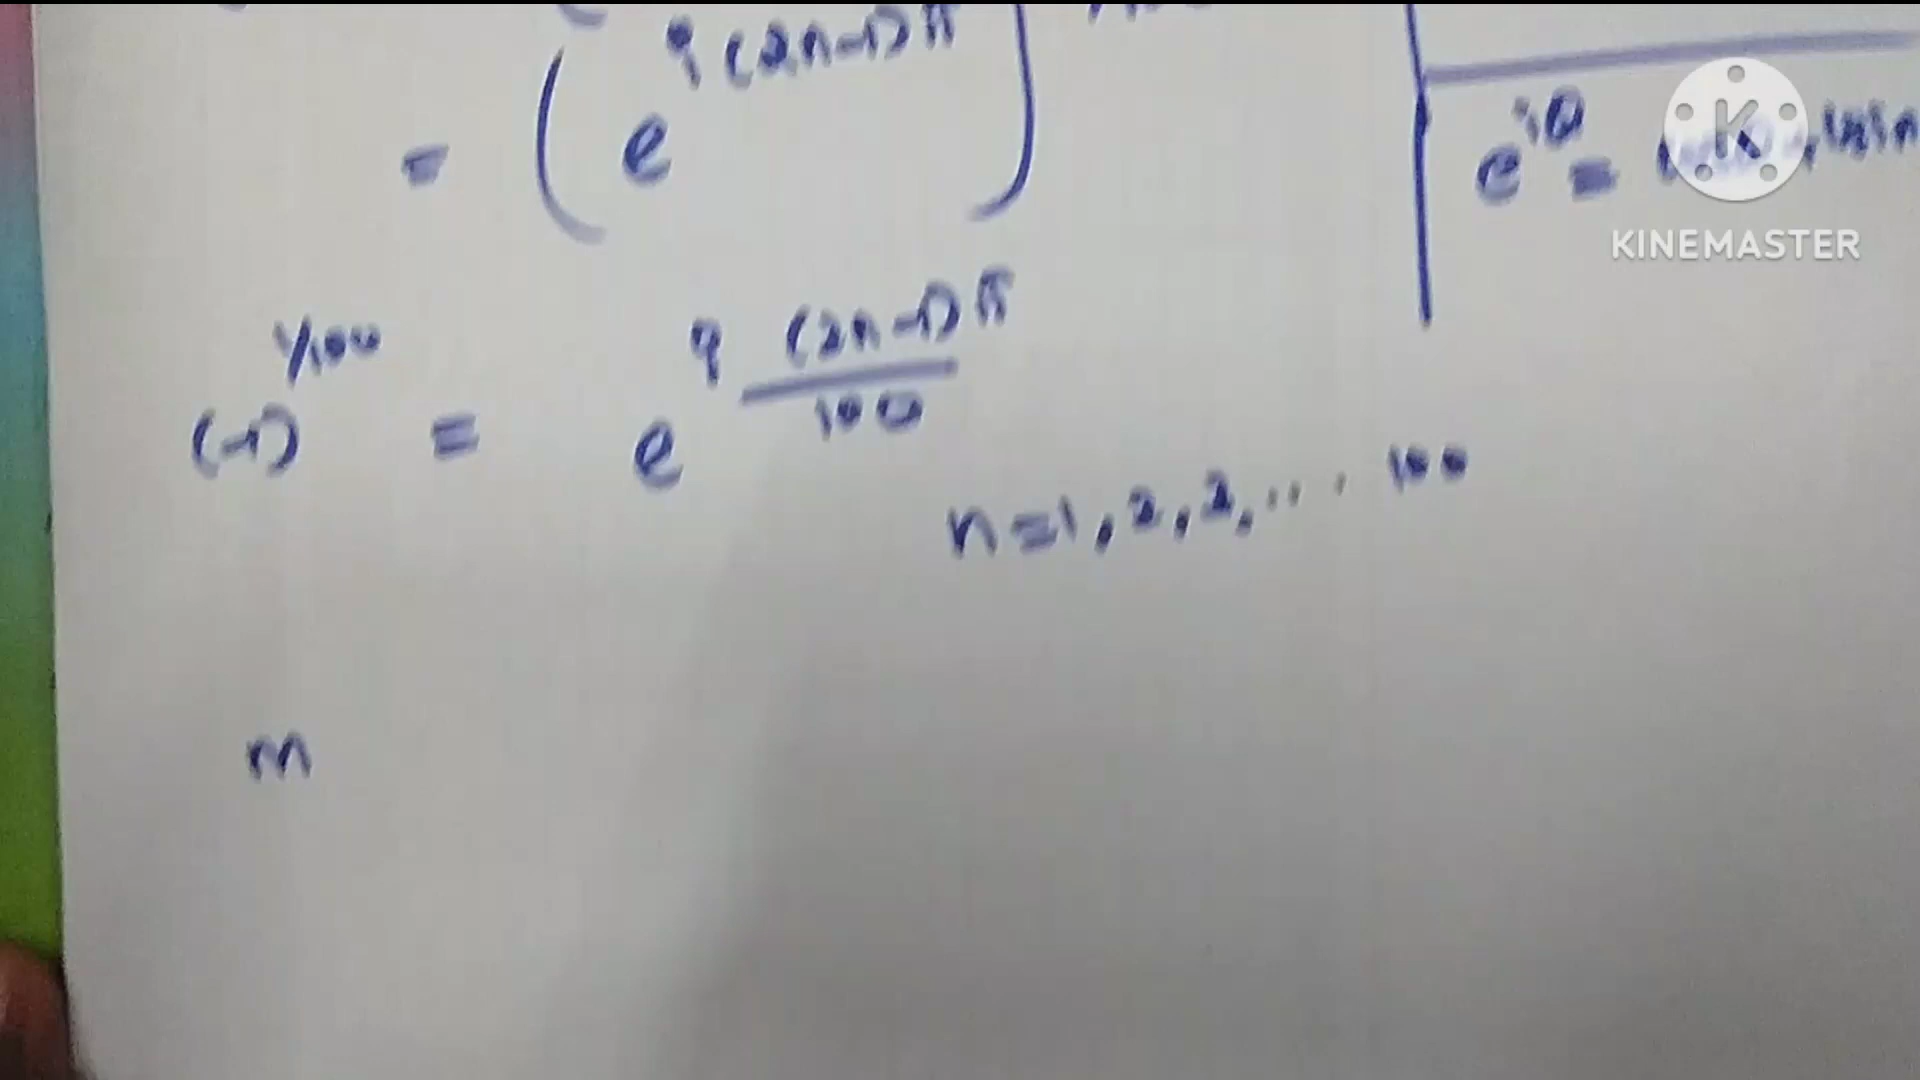 = (e^{i(2n-1)π})
e^{iθ} =
KINEMASTER
(-1)^{1/100} = e^{i (2n-1)π / 100}
n=1, 2, 3, ... 100
m